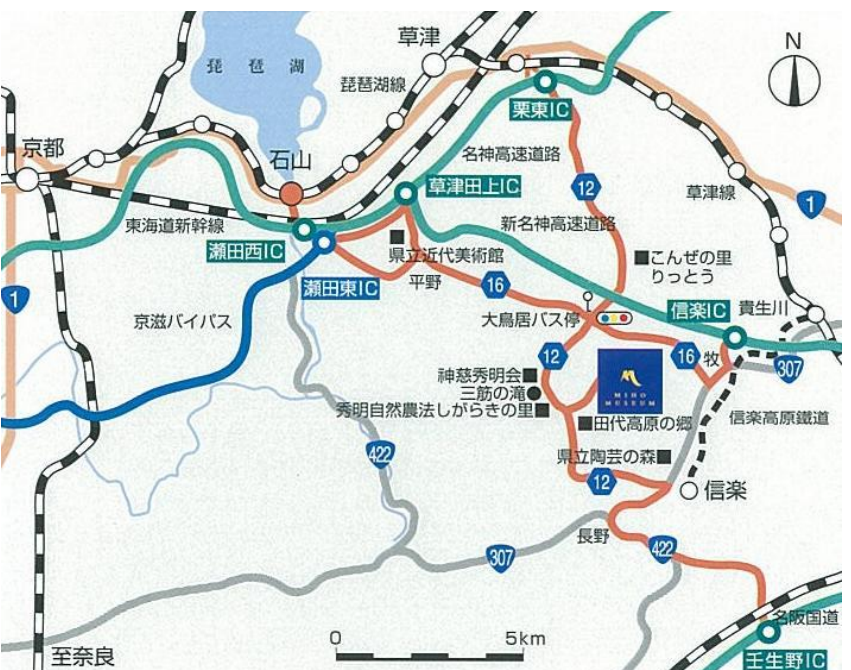 琵琶湖
草津
N
琵琶湖線
栗東IC
京都
石山
名神高速道路
12
草津田上IC
草津線
1
東海道新幹線
新名神高速道路
瀬田西IC
県立近代美術館
こんぜの里
りっとう
瀬田東IC
平野
16
1
信楽IC
貴生川
京滋バイパス
大鳥居バス停
12
16
牧
307
神慈秀明会
三筋の滝
秀明自然農法しがらきの里
MIHO
MUSEUM
田代高原の郷
信楽高原鐵道
422
県立陶芸の森
12
信楽
長野
307
422
名阪国道
0
5km
至奈良
壬生野IC